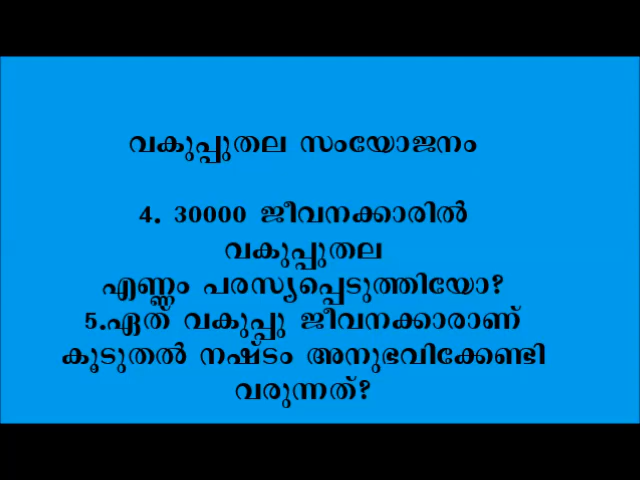 വകുപ്പുതല സംയോജനം
4. 30000 ജീവനക്കാരിൽ
വകുപ്പുതല
എണ്ണം പരസ്യപ്പെടുത്തിയോ?
5.ഏത് വകുപ്പു ജീവനക്കാരാണ്
കൂടുതൽ നഷ്ടം അനുഭവിക്കേണ്ടി
വരുന്നത്?